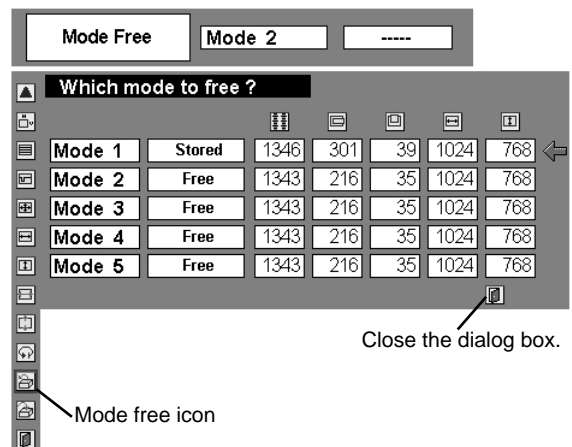 Mode Free Mode 2 -----
Which mode to free ?
Mode 1 Stored 1346 301 39 1024 768
Mode 2 Free 1343 216 35 1024 768
Mode 3 Free 1343 216 35 1024 768
Mode 4 Free 1343 216 35 1024 768
Mode 5 Free 1343 216 35 1024 768
Close the dialog box.
Mode free icon